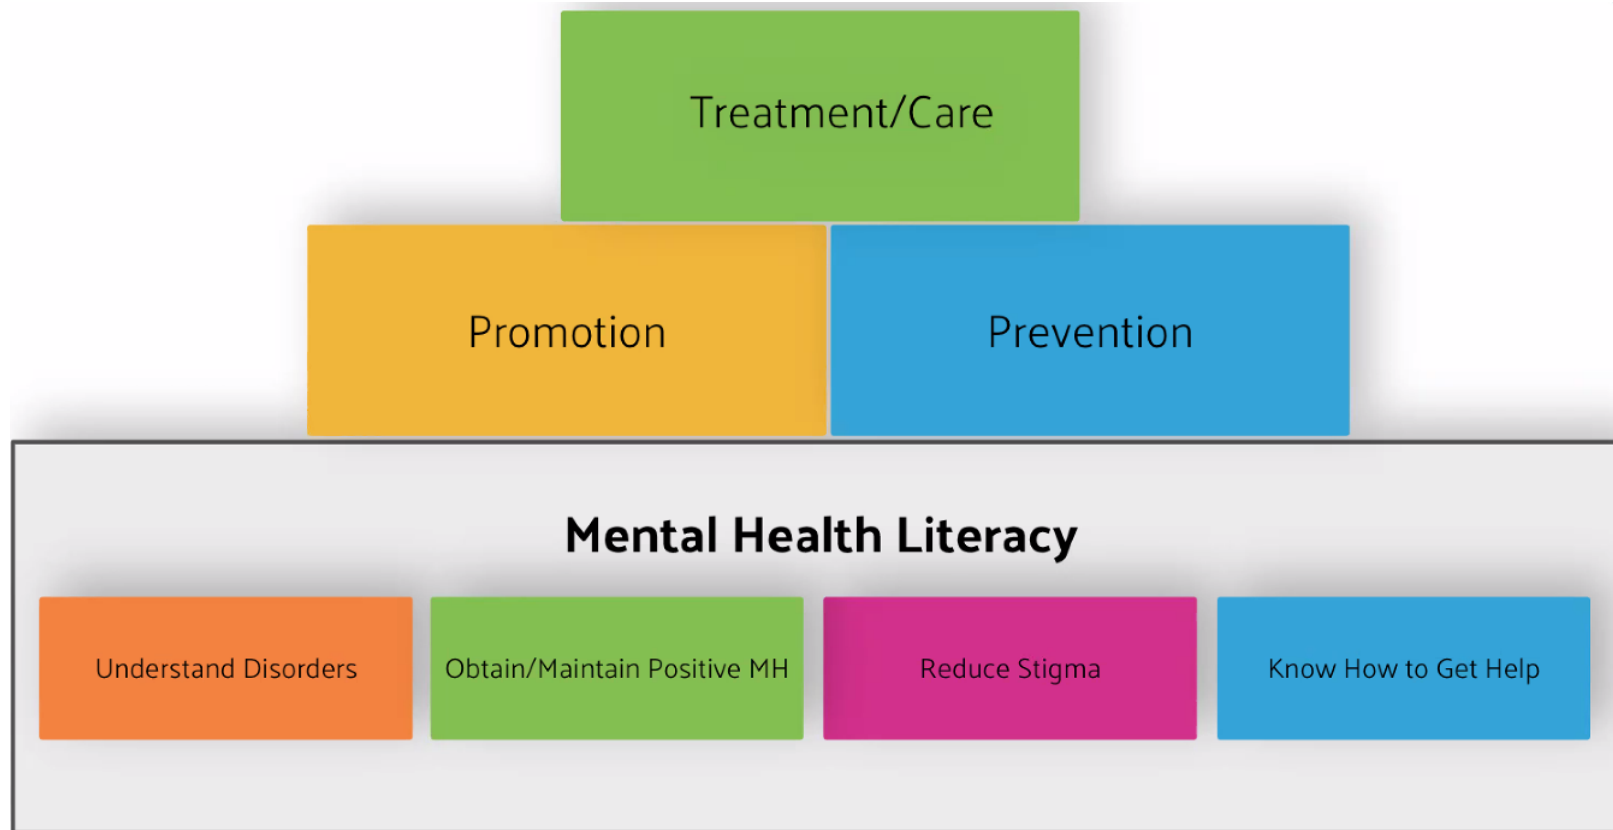 Treatment/Care
Promotion
Prevention
Mental Health Literacy
Understand Disorders
Obtain/Maintain Positive MH
Reduce Stigma
Know How to Get Help